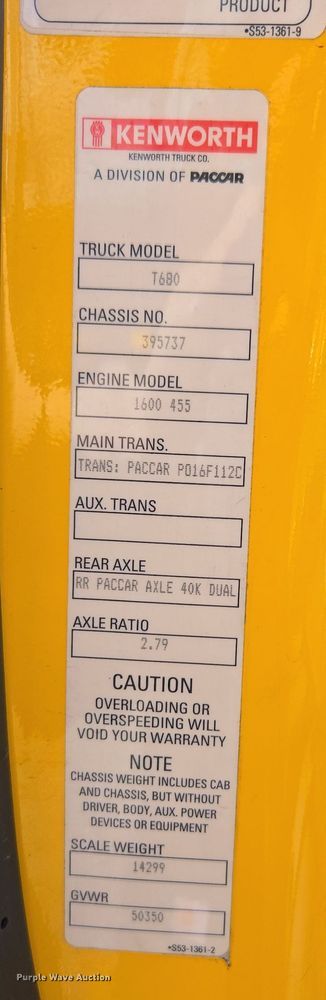 PRODUCT
•S53-1361-9
KENWORTH
KENWORTH TRUCK CO.
A DIVISION OF PACCAR
TRUCK MODEL
T680
CHASSIS NO.
395737
ENGINE MODEL
1600 455
MAIN TRANS.
TRANS: PACCAR PO16F112C
AUX. TRANS
REAR AXLE
RR PACCAR AXLE 40K DUAL
AXLE RATIO
2.79
CAUTION
OVERLOADING OR
OVERSPEEDING WILL
VOID YOUR WARRANTY
NOTE
CHASSIS WEIGHT INCLUDES CAB
AND CHASSIS, BUT WITHOUT
DRIVER, BODY, AUX. POWER
DEVICES OR EQUIPMENT
SCALE WEIGHT
14299
GVWR
50350
•S53-1361-2
Purple Wave Auction